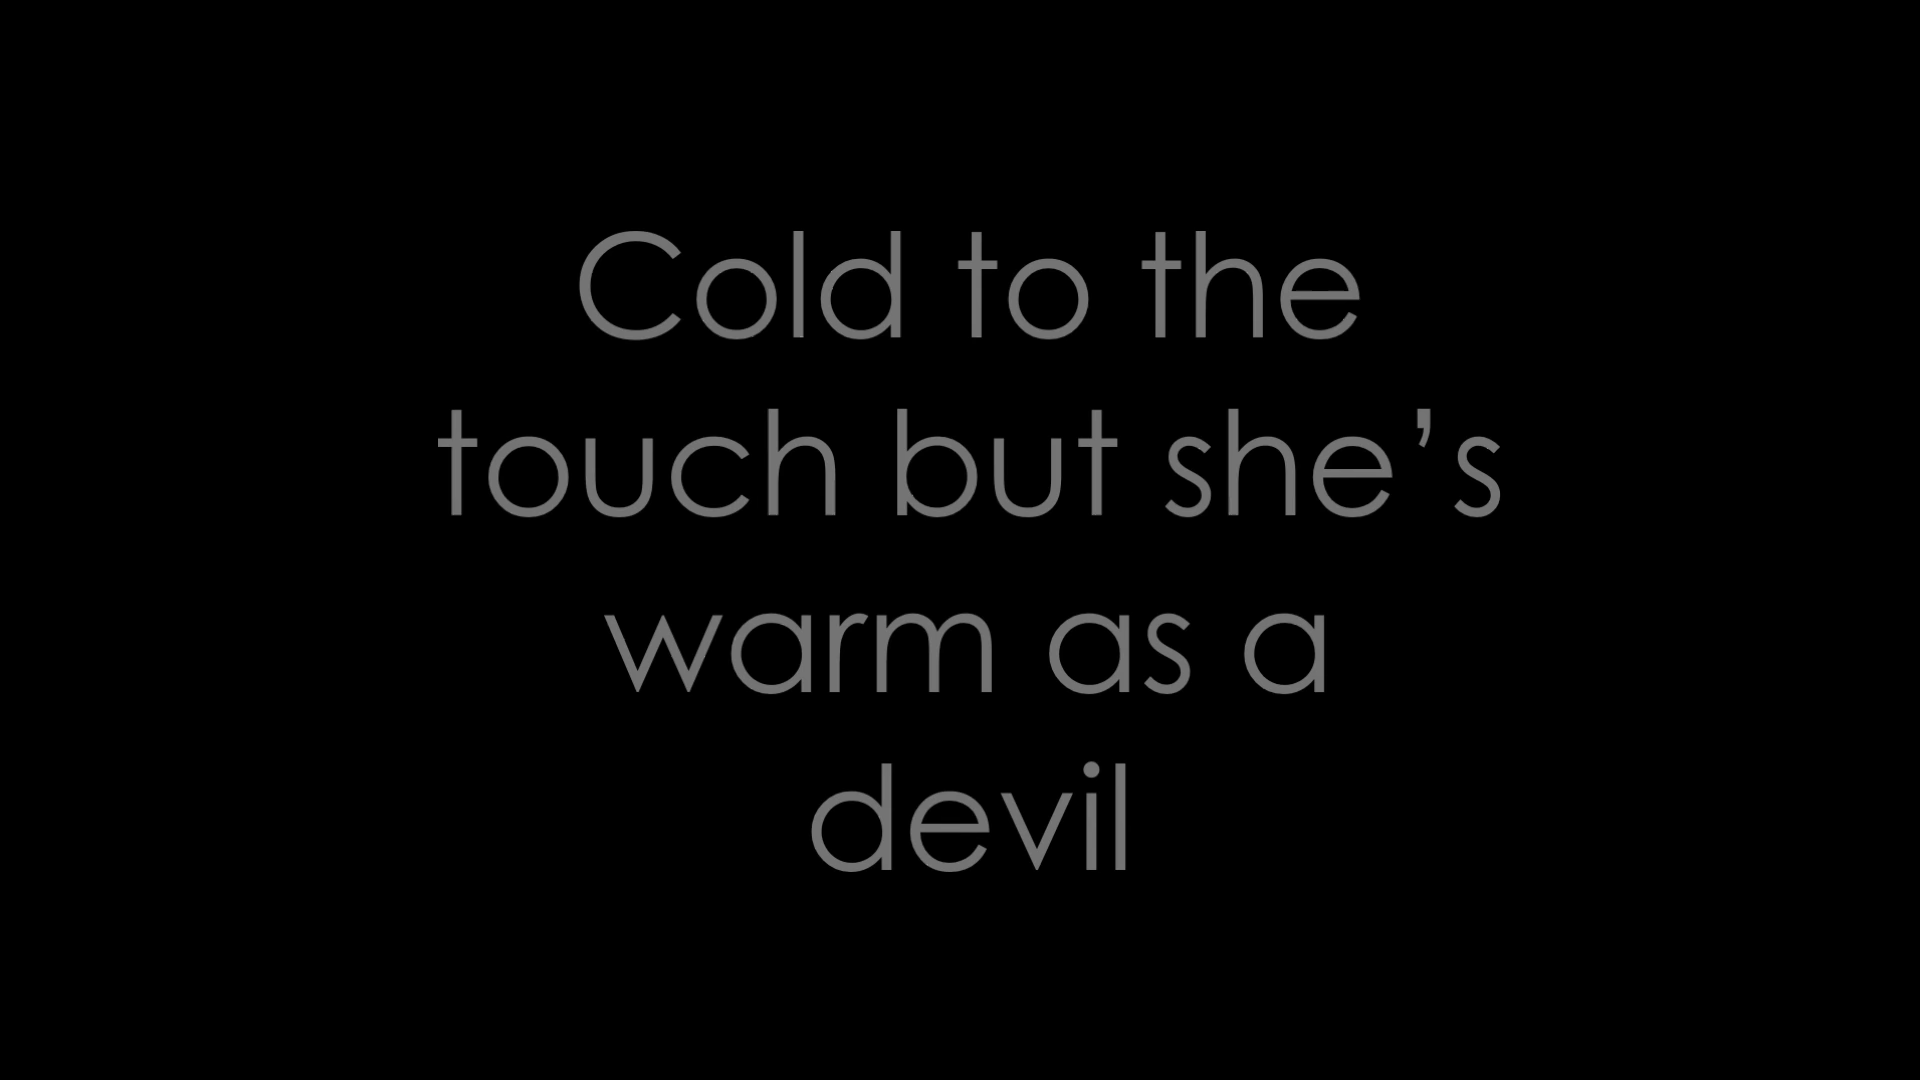 Cold to the
touch but she’s
warm as a
devil